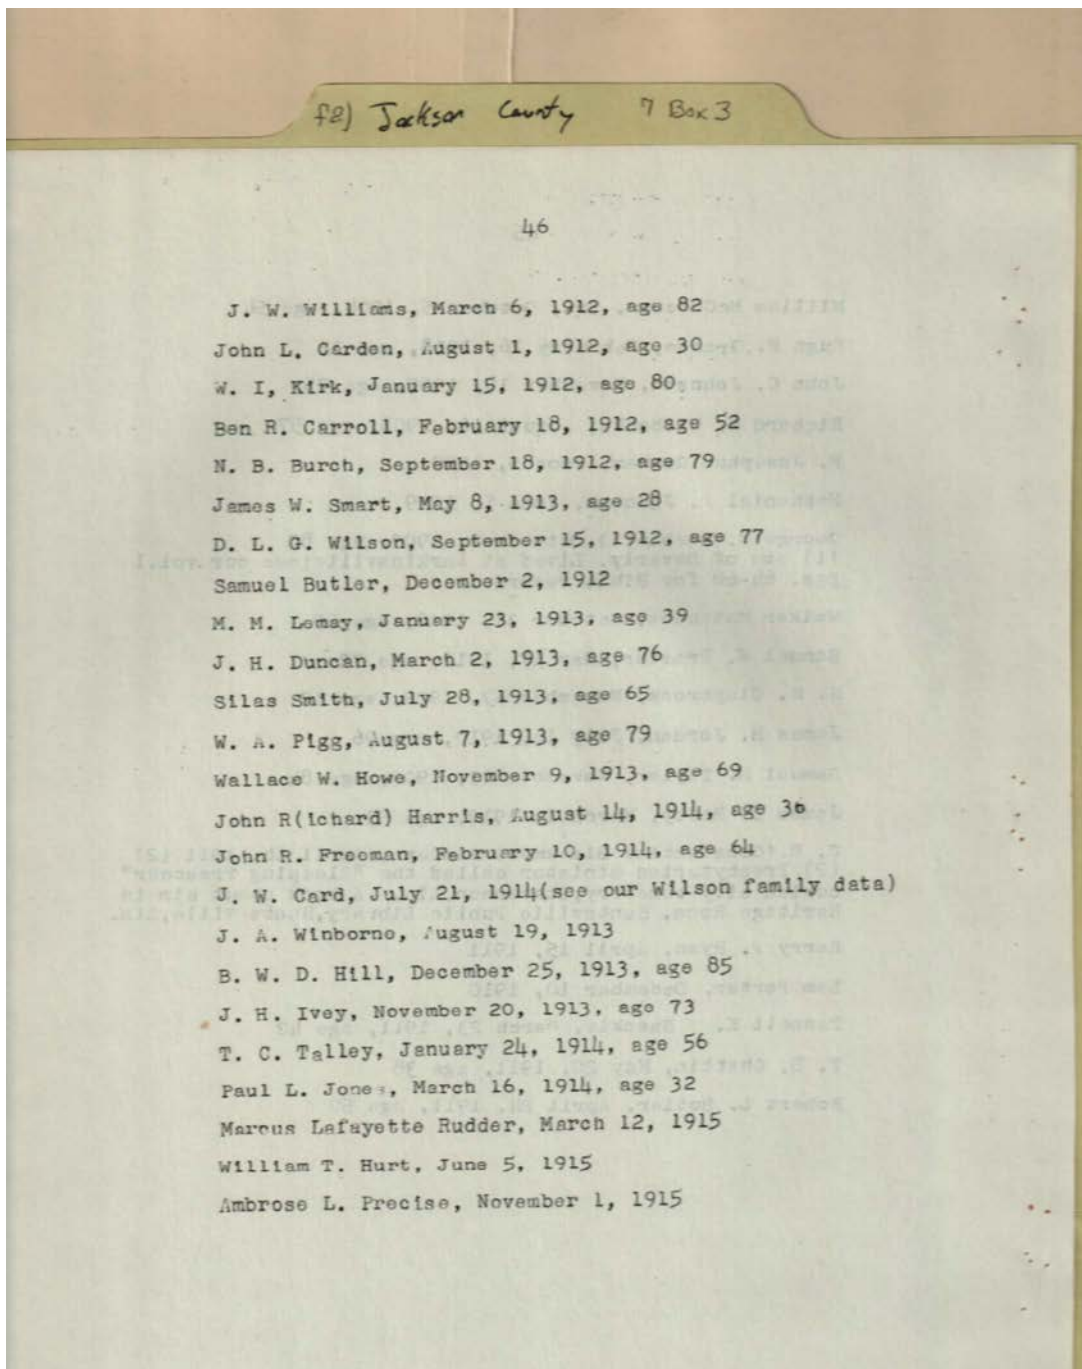 f2) Jackson County 7 Box 3
46
J. W. Williams, March 6, 1912, age 82
John L. Carden, August 1, 1912, age 30
W. I, Kirk, January 15, 1912, age 80
Ben R. Carroll, February 18, 1912, age 52
N. B. Burch, September 18, 1912, age 79
James W. Smart, May 8, 1913, age 28
D. L. G. Wilson, September 15, 1912, age 77
Samuel Butler, December 2, 1912
M. M. Lemay, January 23, 1913, age 39
J. H. Duncan, March 2, 1913, age 76
Silas Smith, July 28, 1913, age 65
W. A. Pigg, August 7, 1913, age 79
Wallace W. Howe, November 9, 1913, age 69
John R(ichard) Harris, August 14, 1914, age 36
John R. Freeman, February 10, 1914, age 64
J. W. Card, July 21, 1914(see our Wilson family data)
J. A. Winborne, August 19, 1913
B. W. D. Hill, December 25, 1913, age 85
J. H. Ivey, November 20, 1913, age 73
T. C. Talley, January 24, 1914, age 56
Paul L. Jones, March 16, 1914, age 32
Marcus Lafayette Rudder, March 12, 1915
William T. Hurt, June 5, 1915
Ambrose L. Precise, November 1, 1915